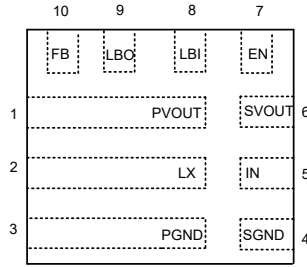 10 9 8 7
FB LBO LBI EN
1 PVOUT SVOUT 6
2 LX IN 5
3 PGND SGND 4